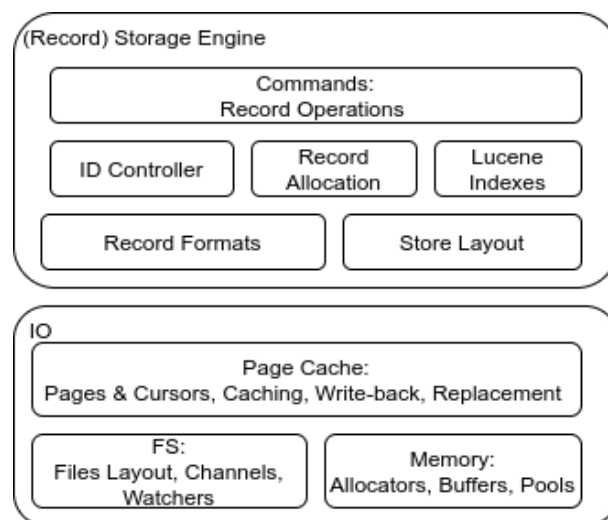 (Record) Storage Engine
Commands:
Record Operations
ID Controller
Record
Allocation
Lucene
Indexes
Record Formats
Store Layout
IO
Page Cache:
Pages & Cursors, Caching, Write-back, Replacement
FS:
Files Layout, Channels,
Watchers
Memory:
Allocators, Buffers, Pools